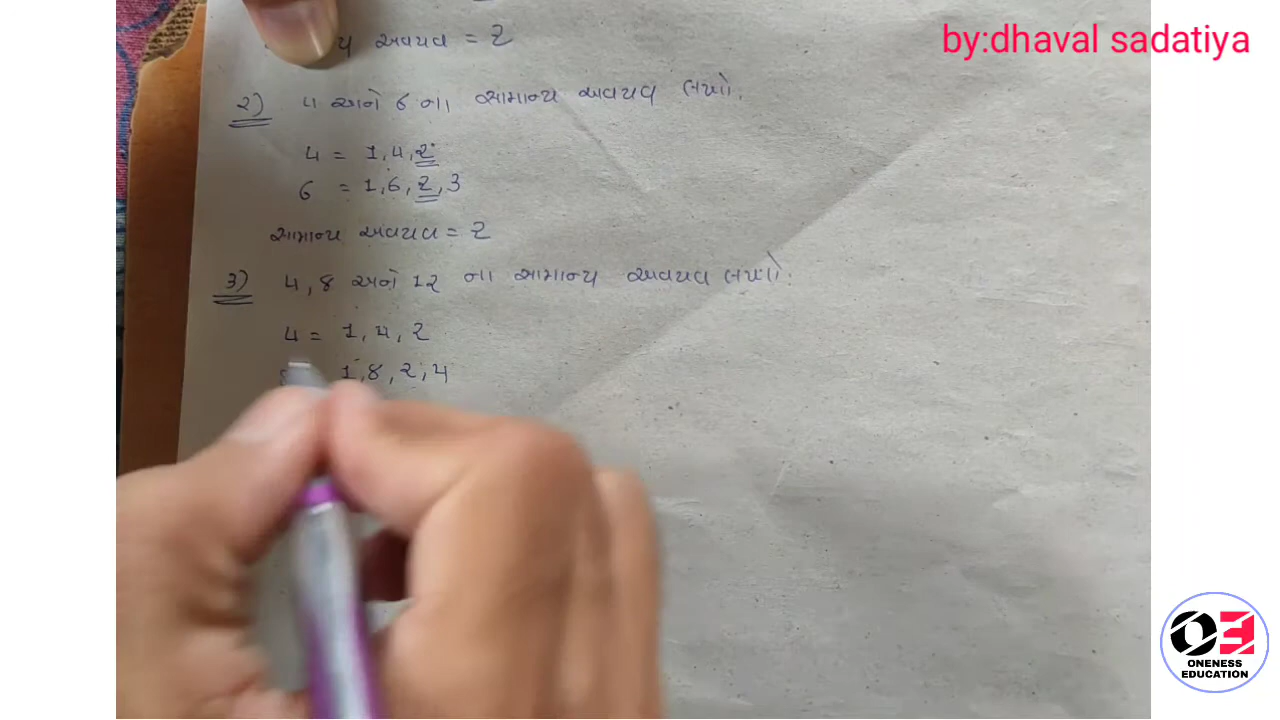 by:dhaval sadatiya
અવયવ = 2
૨) 4 અને 6 ના સામાન્ય અવયવ લખો.
4 = 1, 4, 2
6 = 1, 6, 2, 3
સામાન્ય અવયવ = 2
3) 4, 8 અને 12 ના સામાન્ય અવયવ લખો.
4 = 1, 4, 2
1, 8, 2, 4
OE
ONENESS
EDUCATION